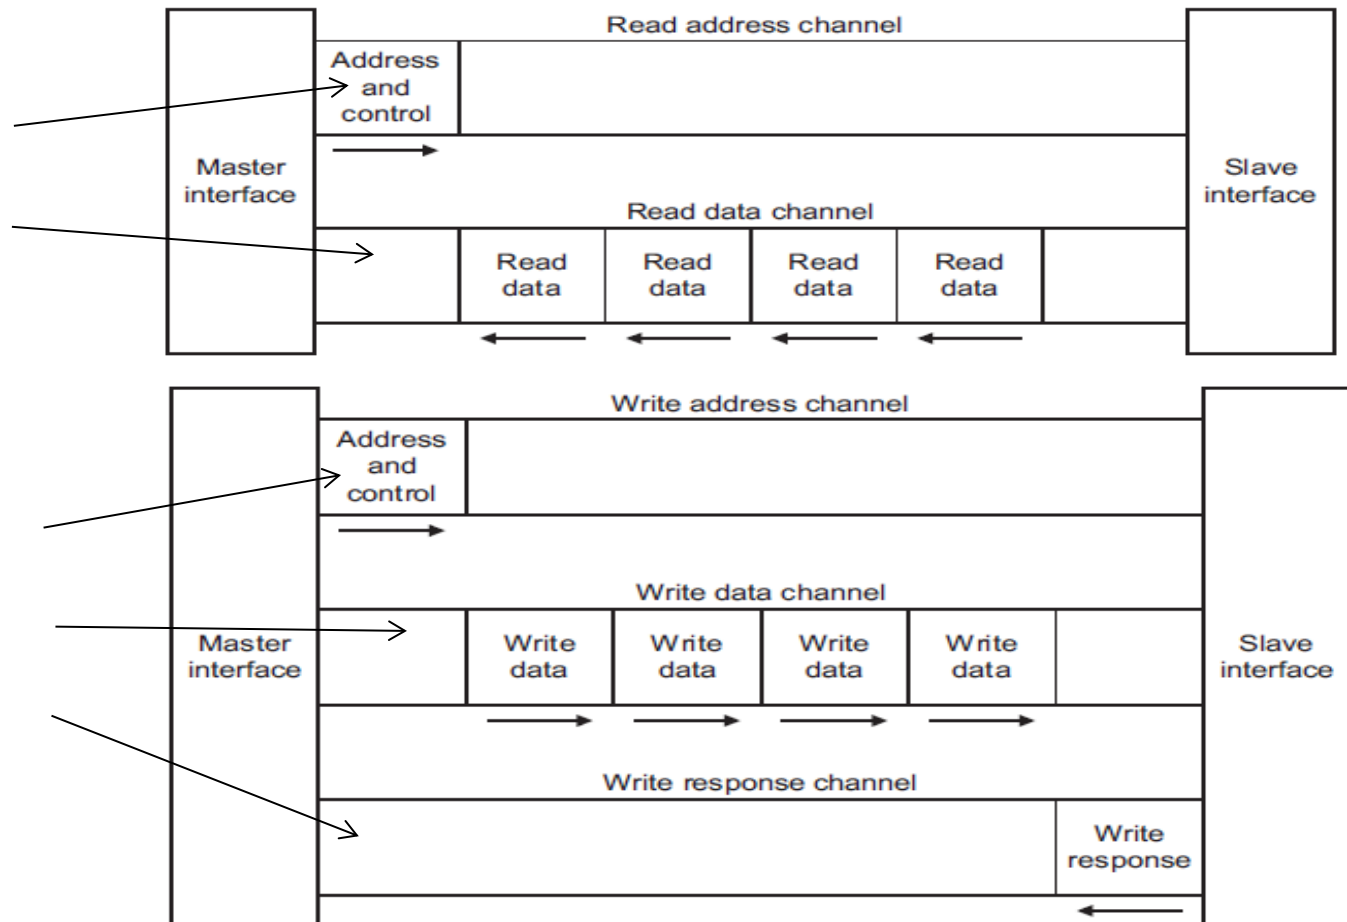 Read address channel
Address
and
control
Master
interface
Slave
interface
Read data channel
Read
data
Read
data
Read
data
Read
data
Write address channel
Address
and
control
Write data channel
Master
interface
Write
data
Write
data
Write
data
Write
data
Slave
interface
Write response channel
Write
response